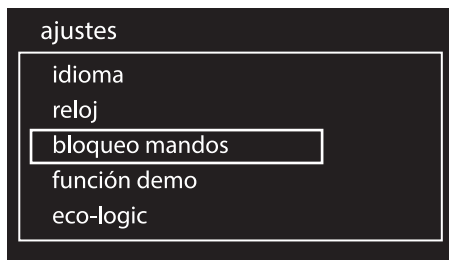 ajustes
idioma
reloj
bloqueo mandos
función demo
eco-logic